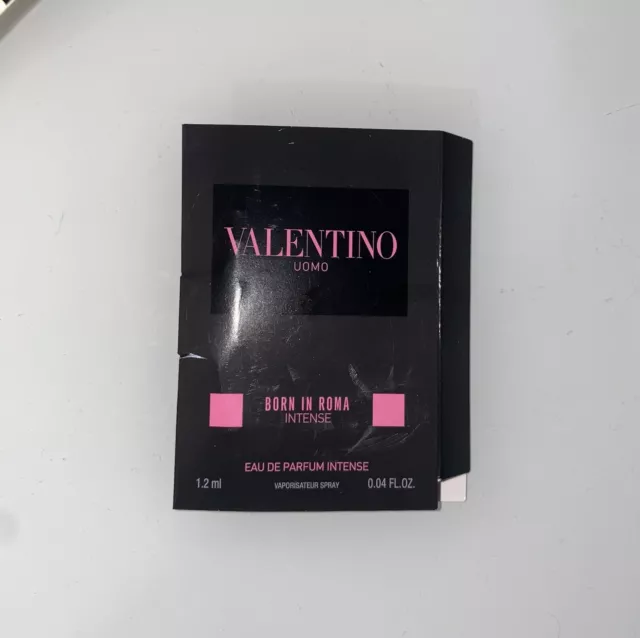 VALENTINO
UOMO
BORN IN ROMA
INTENSE
EAU DE PARFUM INTENSE
1.2 ml VAPORISATEUR SPRAY 0.04 FL.OZ.